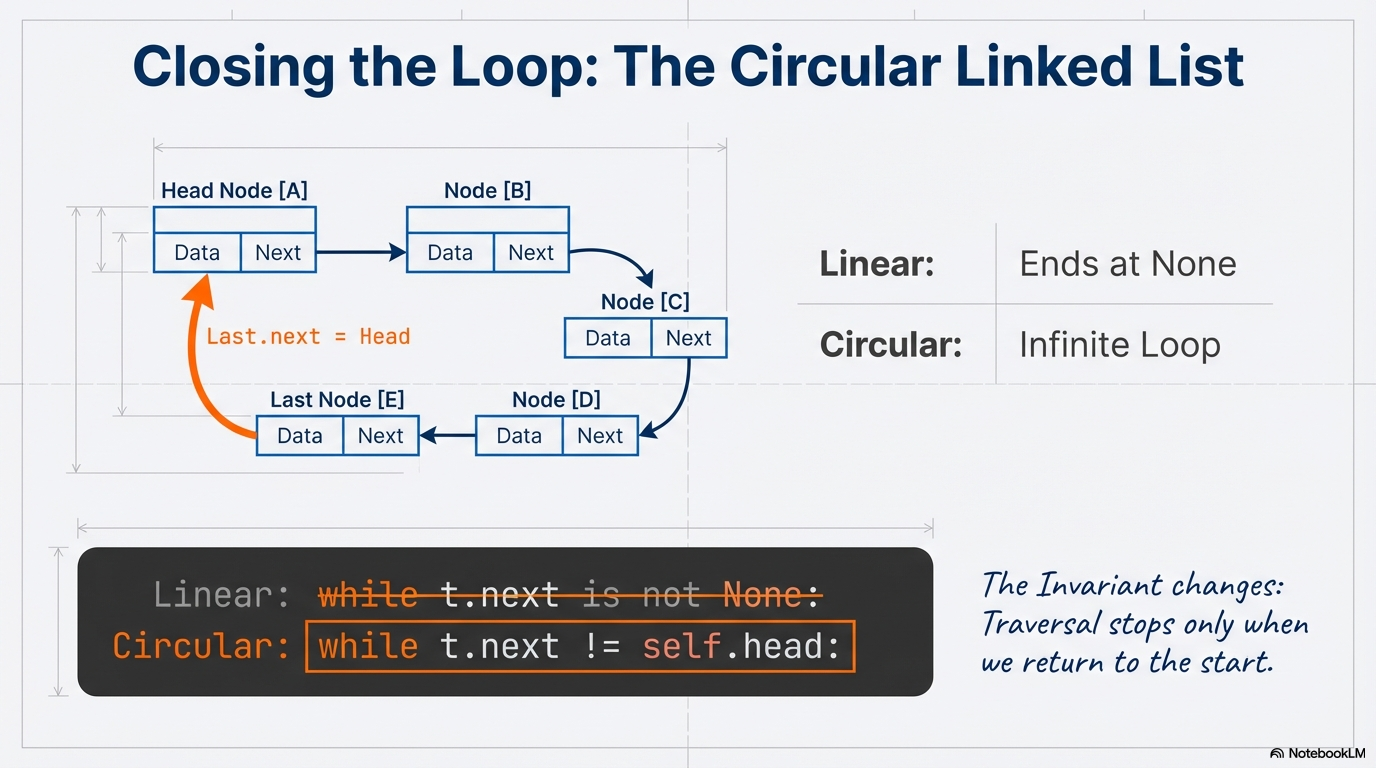 Closing the Loop: The Circular Linked List
Head Node [A]
Data Next
Node [B]
Data Next
Node [C]
Data Next
Node [D]
Data Next
Last Node [E]
Data Next
Last.next = Head
Linear: Ends at None
Circular: Infinite Loop
Linear: while t.next is not None:
Circular: while t.next != self.head:
The Invariant changes:
Traversal stops only when
we return to the start.
NotebookLM